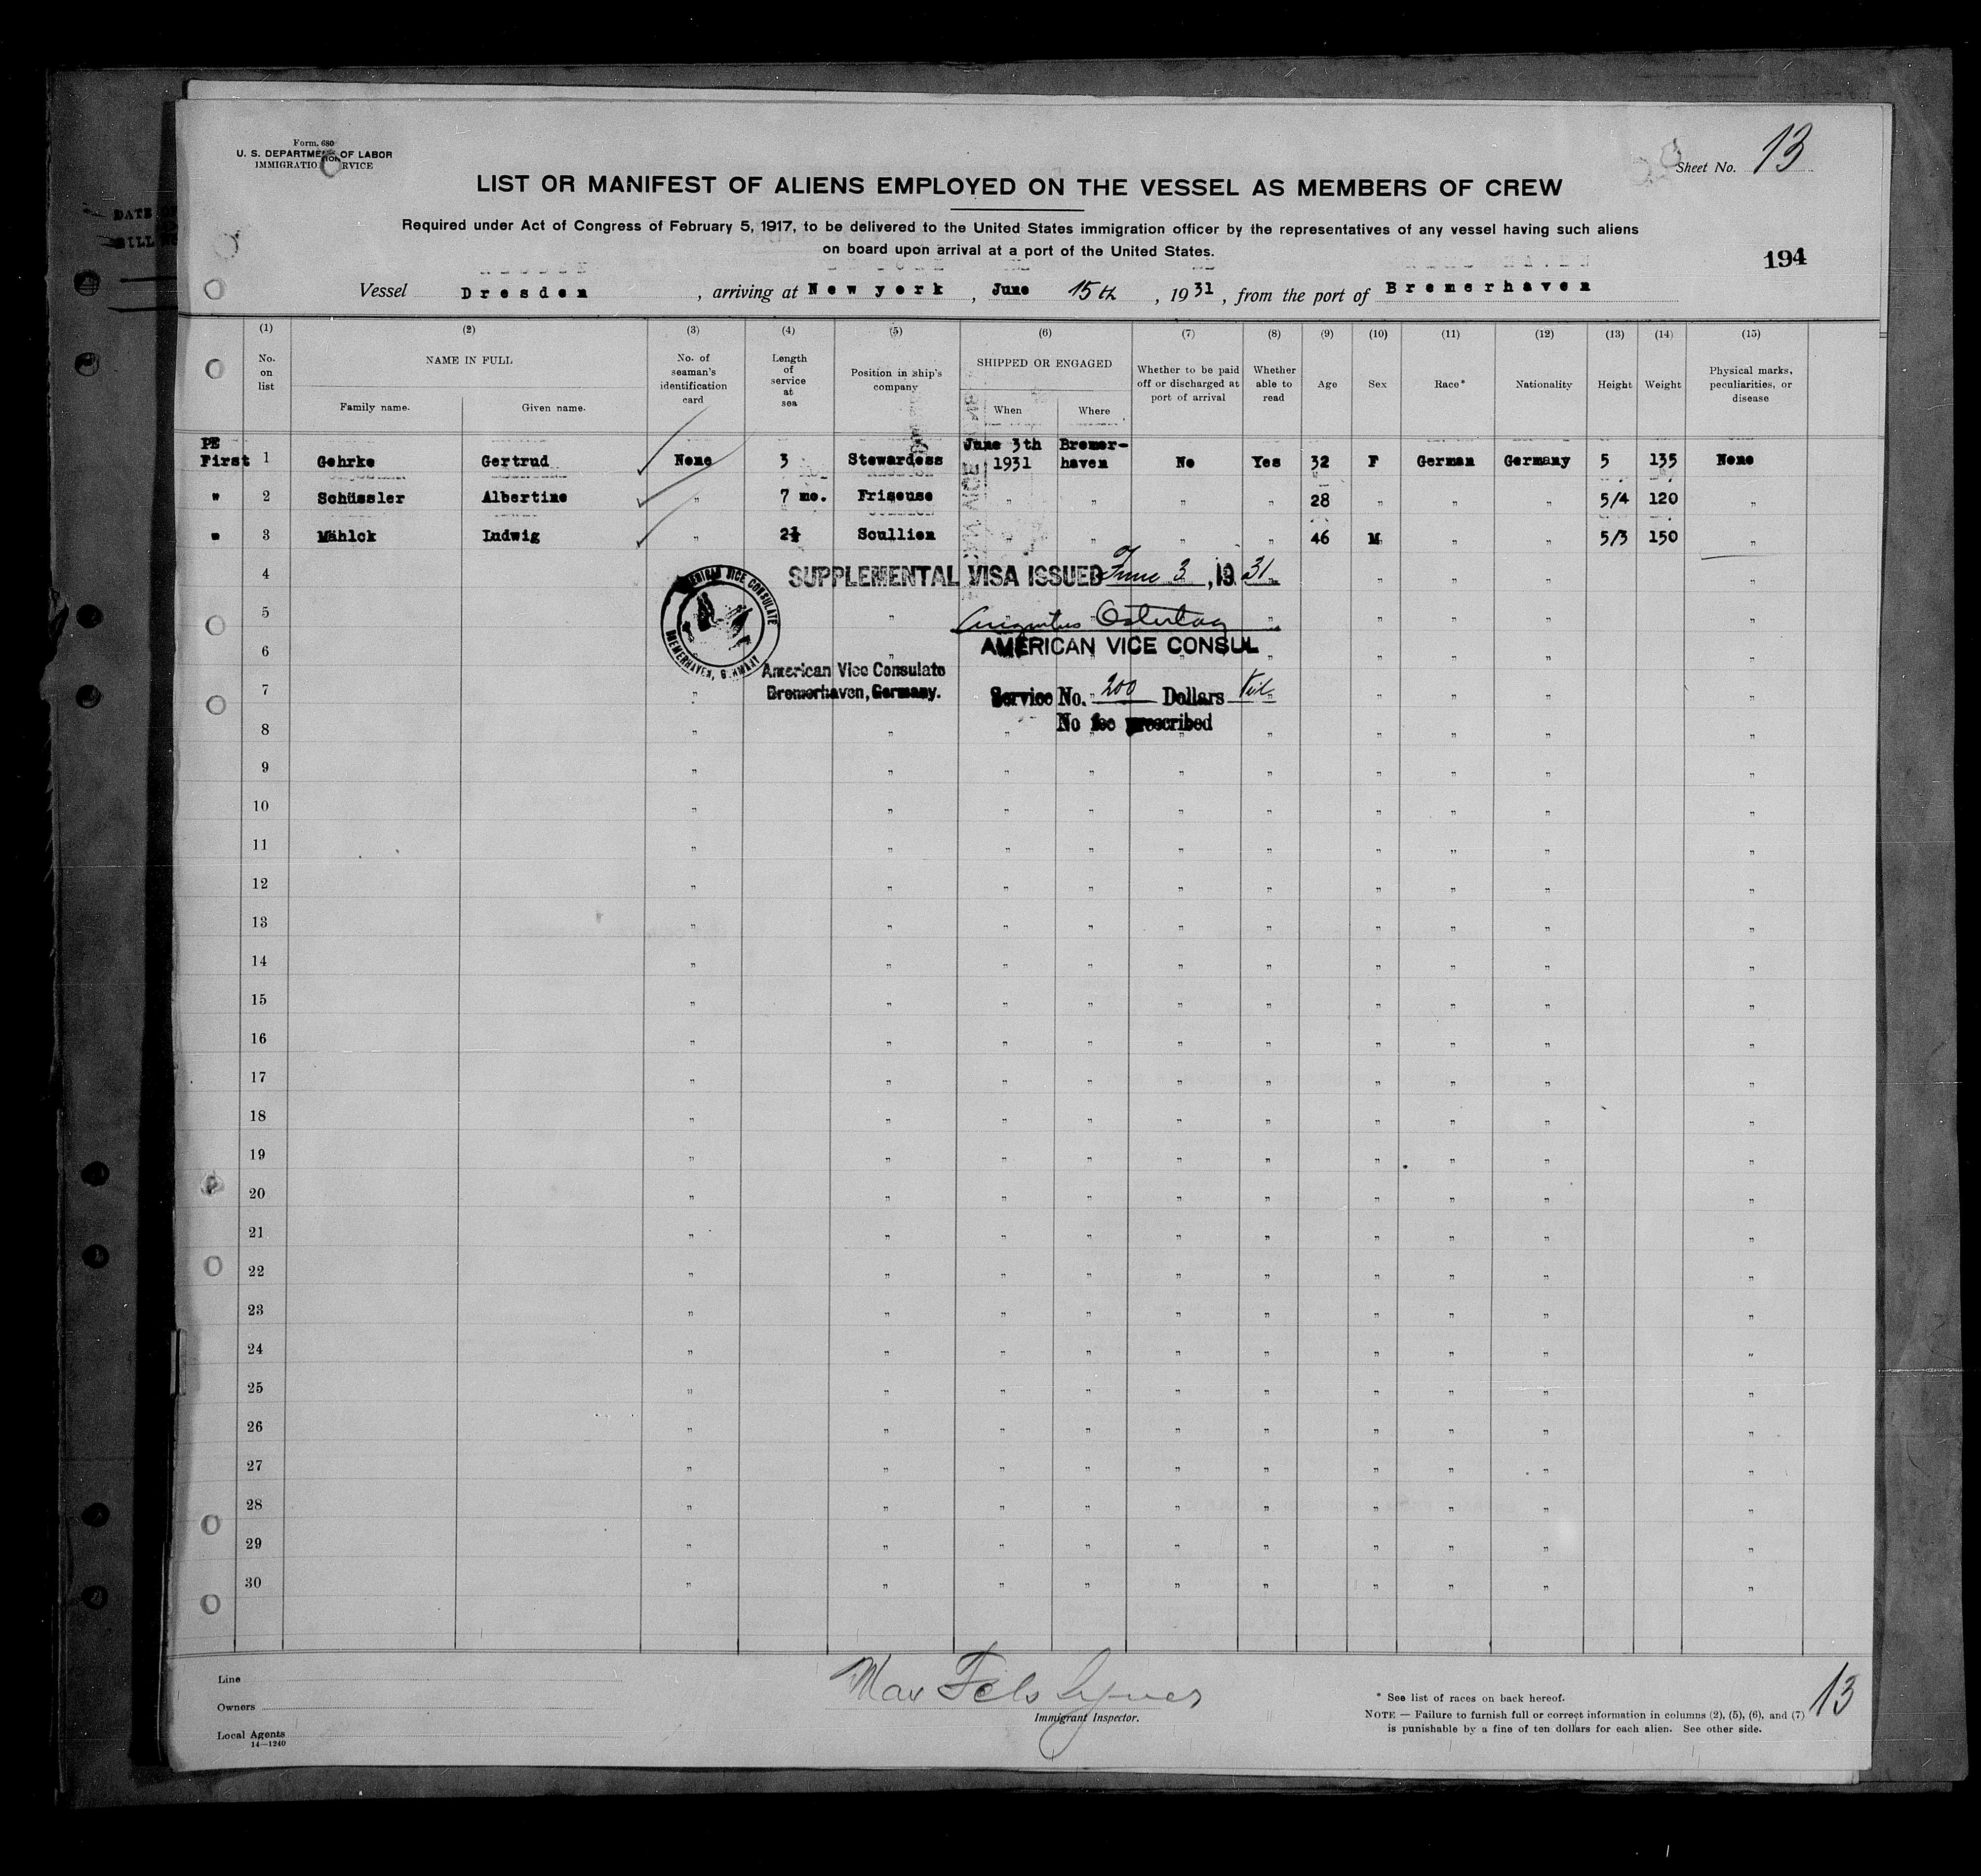 Form 680
U. S. DEPARTMENT OF LABOR
IMMIGRATION SERVICE
Sheet No. 13
LIST OR MANIFEST OF ALIENS EMPLOYED ON THE VESSEL AS MEMBERS OF CREW
Required under Act of Congress of February 5, 1917, to be delivered to the United States immigration officer by the representatives of any vessel having such aliens
on board upon arrival at a port of the United States.
194
Vessel Dresden, arriving at New york, June 15th, 1931, from the port of Bremerhaven
(1) (2) (3) (4) (5) (6) (7) (8) (9) (10) (11) (12) (13) (14) (15)
No. on list NAME IN FULL Family name. Given name. No. of seaman's identification card Length of service at sea Position in ship's company SHIPPED OR ENGAGED When Where Whether to be paid off or discharged at port of arrival Whether able to read Age Sex Race* Nationality Height Weight Physical marks, peculiarities, or disease
PE First 1 Gehrke Gertrud None 3 Stewardess June 3th 1931 Bremer-haven No Yes 32 F German Germany 5 135 None
" 2 Schüssler Albertine " 7 mo. Friseuse " " " " 28 " " " 5/4 120 "
" 3 Mählck Ludwig " 2½ Scullion " " " " 46 M " " 5/3 150 "
4 SUPPLEMENTAL VISA ISSUED June 3, 1931 " " " "
5 " " " " " "
6 AMERICAN VICE CONSUL " " " " "
AMERICAN VICE CONSULATE
American Vice Consulate
Bremerhaven, Germany.
7 " Service No. 200 Dollars " " " "
No fee prescribed
8 " " " " " " " " " "
9 " " " " " " " " " "
10 " " " " " " " " " "
11 " " " " " " " " " "
12 " " " " " " " " " "
13 " " " " " " " " " "
14 " " " " " " " " " "
15 " " " " " " " " " "
16 " " " " " " " " " "
17 " " " " " " " " " "
18 " " " " " " " " " "
19 " " " " " " " " " "
20 " " " " " " " " " "
21 " " " " " " " " " "
22 " " " " " " " " " "
23 " " " " " " " " " "
24 " " " " " " " " " "
25 " " " " " " " " " "
26 " " " " " " " " " "
27 " " " " " " " " " "
28 " " " " " " " " " "
29 " " " " " " " " " "
30 " " " " " " " " " "
Line
Owners
Local Agents
14—1240
Max Fels
Immigrant Inspector.
* See list of races on back hereof.
NOTE — Failure to furnish full or correct information in columns (2), (5), (6), and (7)
is punishable by a fine of ten dollars for each alien. See other side.
13